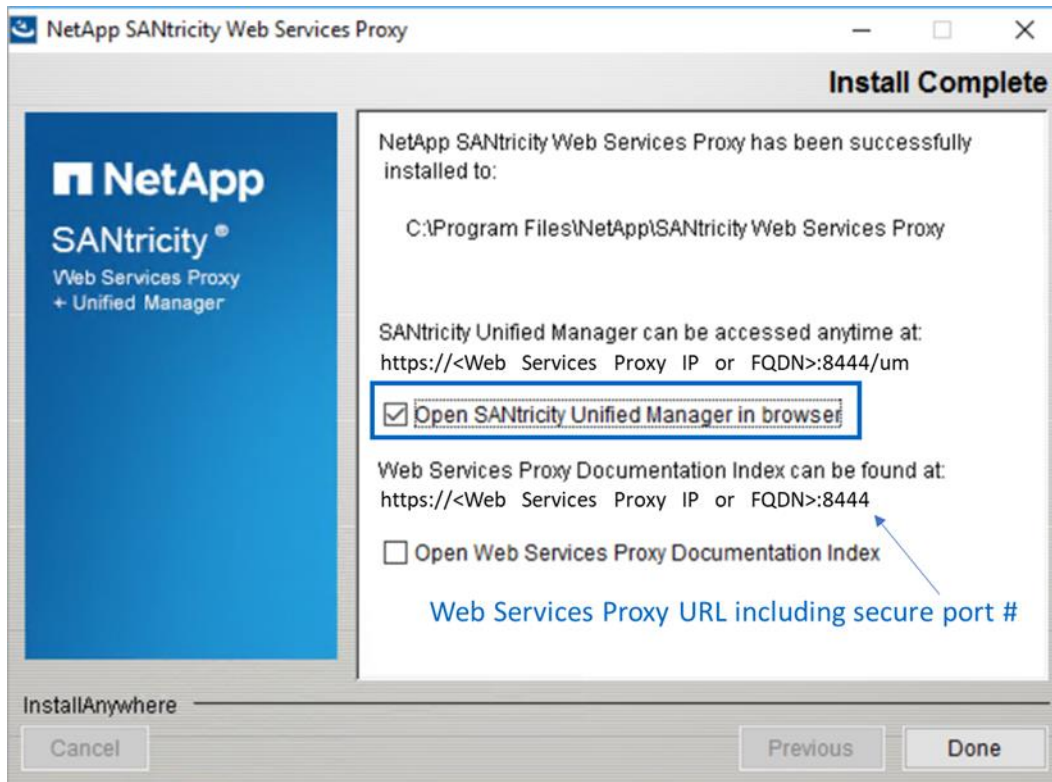 NetApp SANtricity Web Services Proxy
Install Complete
NetApp
SANtricity ®
Web Services Proxy
+ Unified Manager
NetApp SANtricity Web Services Proxy has been successfully
installed to:
C:\Program Files\NetApp\SANtricity Web Services Proxy
SANtricity Unified Manager can be accessed anytime at:
https://<Web Services Proxy IP or FQDN>:8444/um
Open SANtricity Unified Manager in browser
Web Services Proxy Documentation Index can be found at:
https://<Web Services Proxy IP or FQDN>:8444
Open Web Services Proxy Documentation Index
Web Services Proxy URL including secure port #
InstallAnywhere
Cancel
Previous
Done